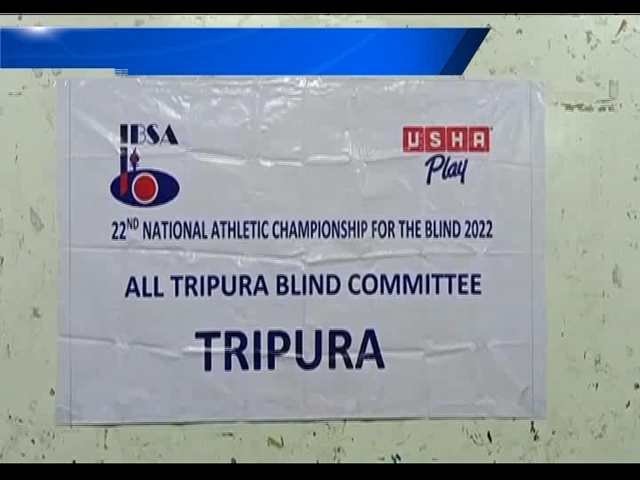 IBSA
USHA
Play
22ND NATIONAL ATHLETIC CHAMPIONSHIP FOR THE BLIND 2022
ALL TRIPURA BLIND COMMITTEE
TRIPURA